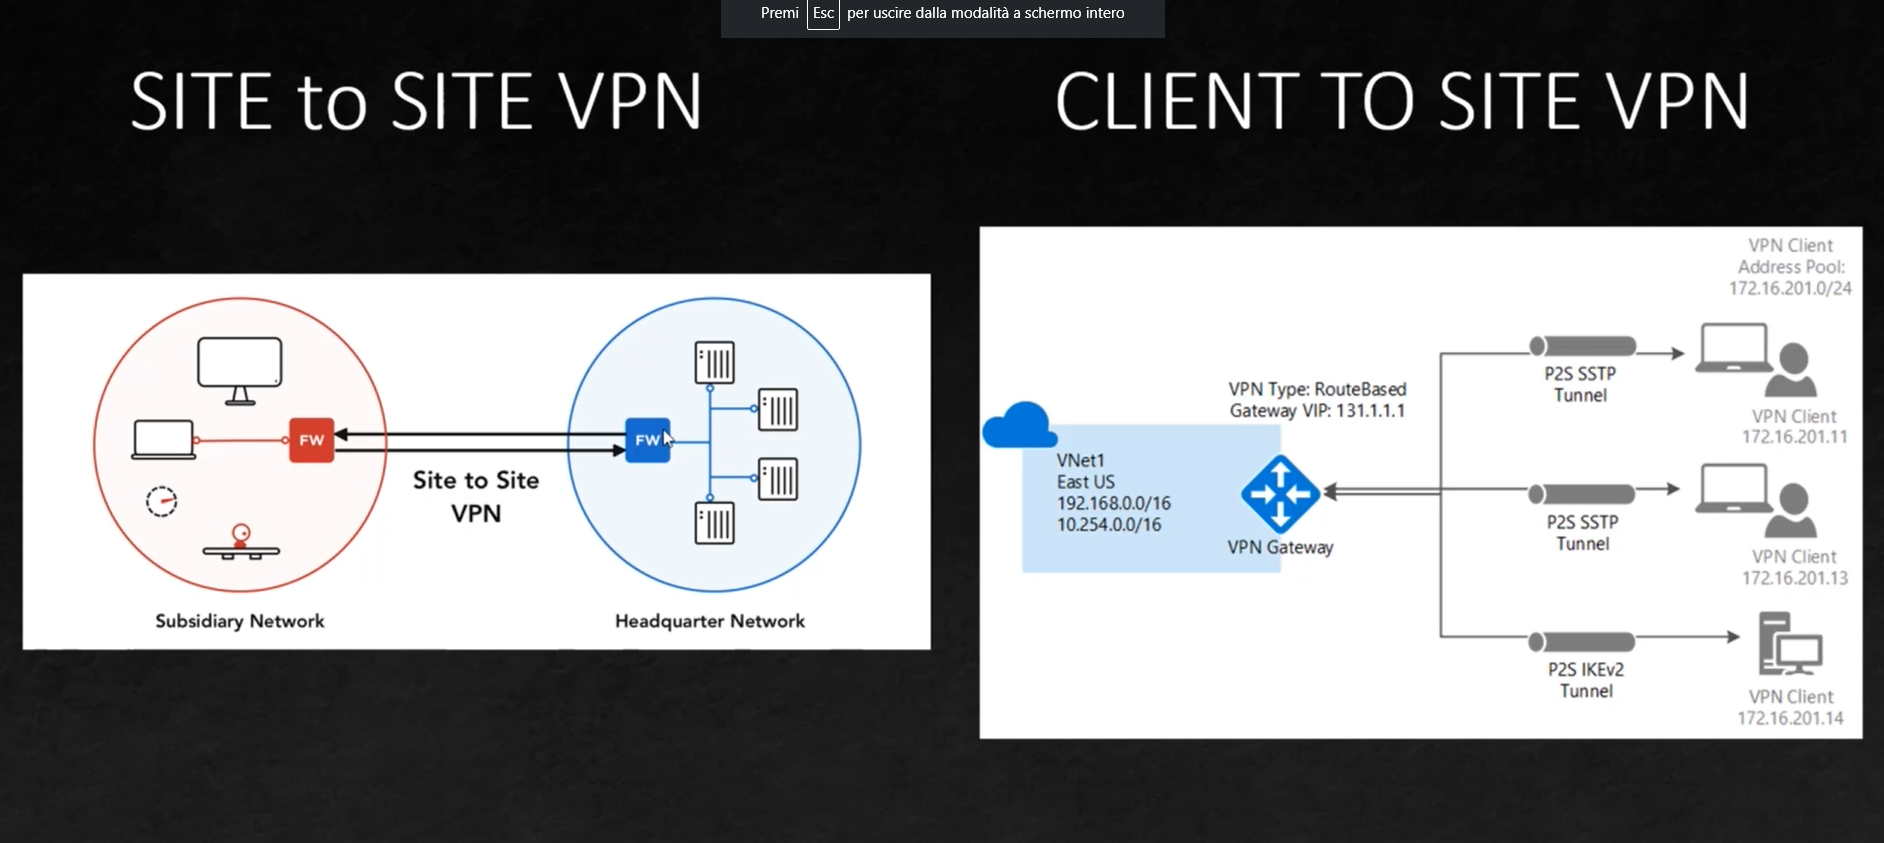 Premi Esc per uscire dalla modalità a schermo intero
SITE to SITE VPN
FW
FW
Site to Site
VPN
Subsidiary Network
Headquarter Network
CLIENT TO SITE VPN
VPN Client
Address Pool:
172.16.201.0/24
P2S SSTP
Tunnel
VPN Type: RouteBased
Gateway VIP: 131.1.1.1
VPN Client
172.16.201.11
VNet1
East US
192.168.0.0/16
10.254.0.0/16
VPN Gateway
P2S SSTP
Tunnel
VPN Client
172.16.201.13
P2S IKEv2
Tunnel
VPN Client
172.16.201.14